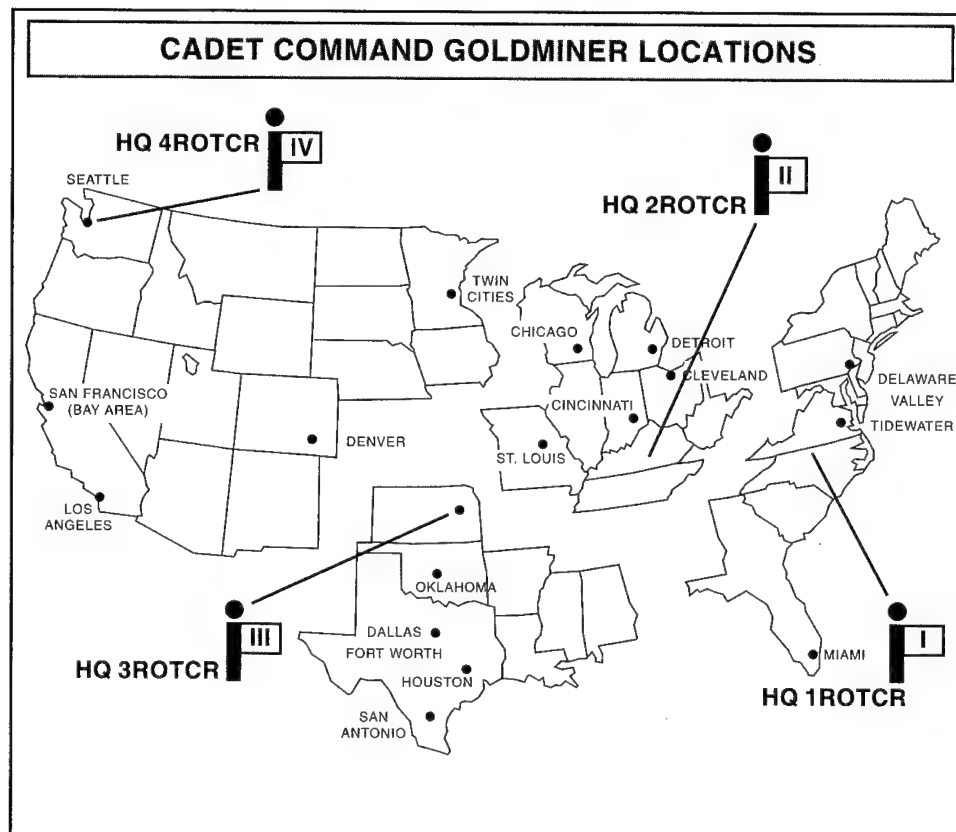 CADET COMMAND GOLDMINER LOCATIONS
HQ 4ROTCR
IV
SEATTLE
II
HQ 2ROTCR
TWIN
CITIES
CHICAGO
DETROIT
CLEVELAND
SAN FRANCISCO
(BAY AREA)
CINCINNATI
DELAWARE
VALLEY
TIDEWATER
DENVER
ST. LOUIS
LOS
ANGELES
OKLAHOMA
III
HQ 3ROTCR
DALLAS
FORT WORTH
HOUSTON
SAN
ANTONIO
MIAMI
I
HQ 1ROTCR